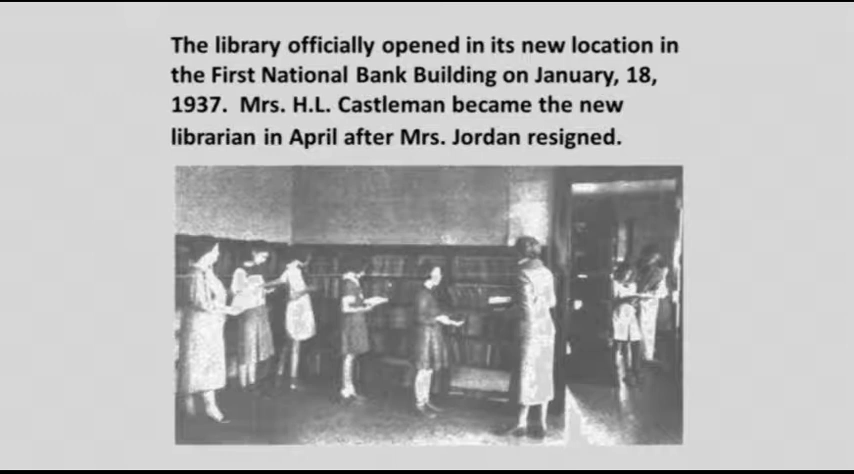 The library officially opened in its new location in
the First National Bank Building on January, 18,
1937.  Mrs. H.L. Castleman became the new
librarian in April after Mrs. Jordan resigned.